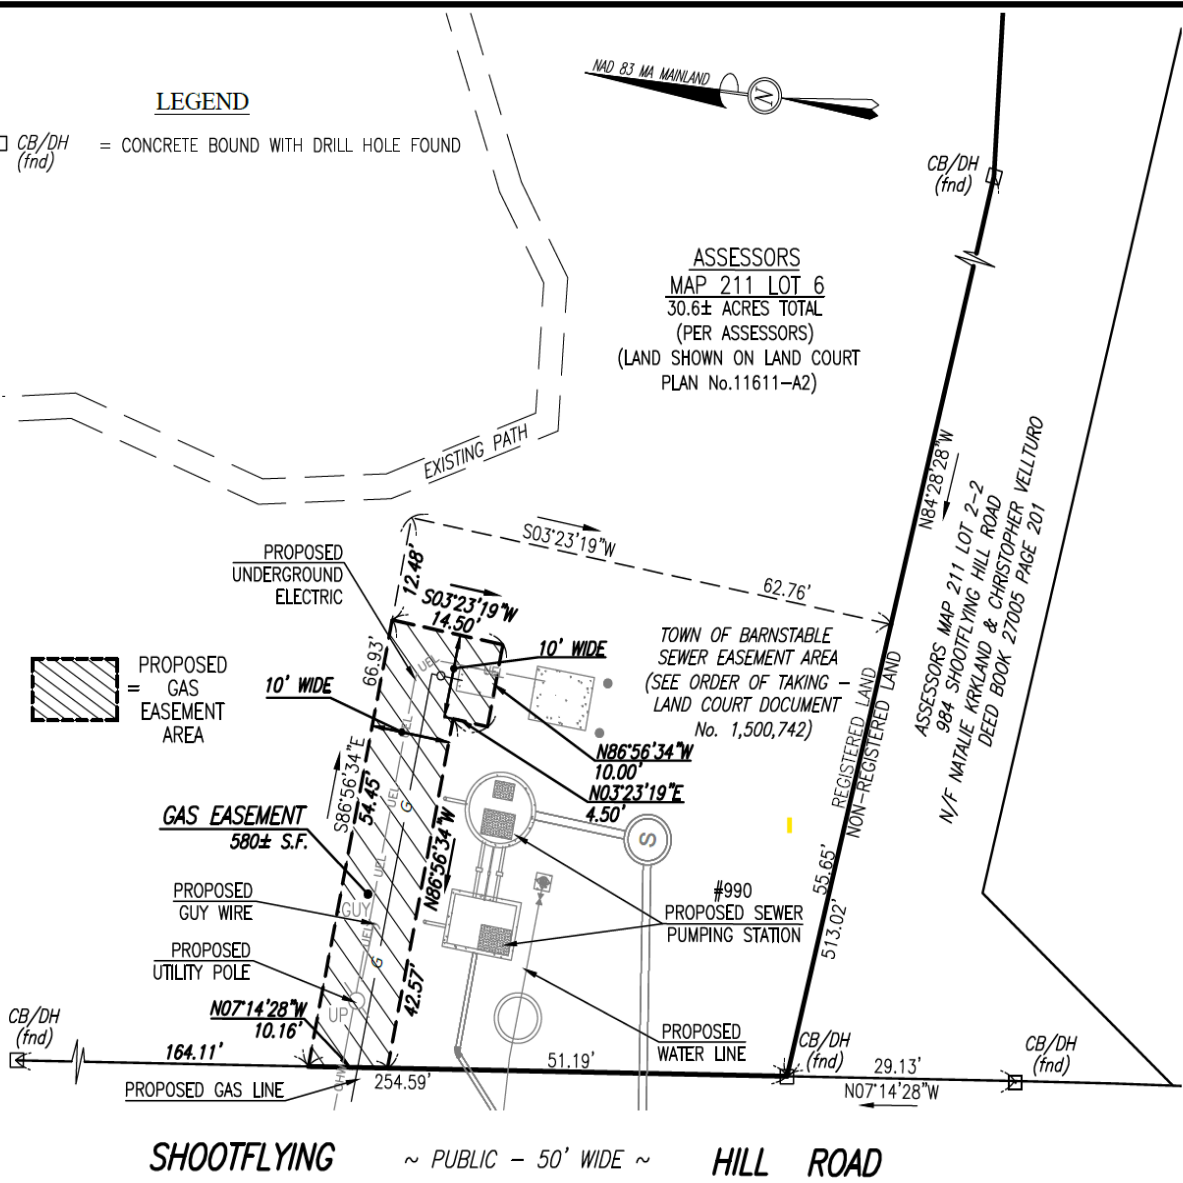 LEGEND
CB/DH
(fnd)
= CONCRETE BOUND WITH DRILL HOLE FOUND
NAD 83 MA MAINLAND
N
CB/DH
(fnd)
ASSESSORS
MAP 211 LOT 6
30.6± ACRES TOTAL
(PER ASSESSORS)
(LAND SHOWN ON LAND COURT
PLAN No.11611-A2)
EXISTING PATH
N84°28'28"W
ASSESSORS MAP 211 LOT 2-2
984 SHOOTFLYING HILL ROAD
N/F NATALIE KRKLAND & CHRISTOPHER VELLTURO
DEED BOOK 27005 PAGE 201
S03°23'19"W
62.76'
PROPOSED
UNDERGROUND
ELECTRIC
12.48'
S03°23'19"W
14.50'
10' WIDE
TOWN OF BARNSTABLE
SEWER EASEMENT AREA
(SEE ORDER OF TAKING -
LAND COURT DOCUMENT
No. 1,500,742)
PROPOSED
GAS
EASEMENT
AREA
=
10' WIDE
66.93'
S86°56'34"E
54.45'
UEL
UEL
UEL
UEL
UEL
UEL
G
G
N86°56'34"W
10.00'
N03°23'19"E
4.50'
REGISTERED LAND
NON-REGISTERED LAND
GAS EASEMENT
580± S.F.
N86°56'34"W
42.57'
S
#990
PROPOSED SEWER
PUMPING STATION
55.65'
513.02'
PROPOSED
GUY WIRE
GUY
PROPOSED
UTILITY POLE
UP
N07°14'28"W
10.16'
PROPOSED
WATER LINE
CB/DH
(fnd)
164.11'
PROPOSED GAS LINE
OHW
254.59'
51.19'
CB/DH
(fnd)
29.13'
N07°14'28"W
CB/DH
(fnd)
SHOOTFLYING ~ PUBLIC - 50' WIDE ~ HILL ROAD